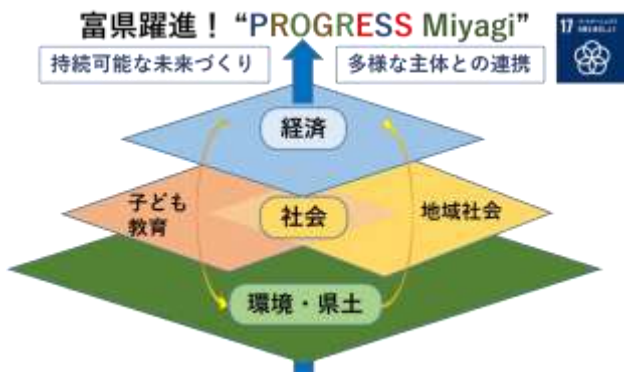 富県躍進！“PROGRESS Miyagi”
持続可能な未来づくり
多様な主体との連携
17
経済
子ども
教育
社会
地域社会
環境・県土